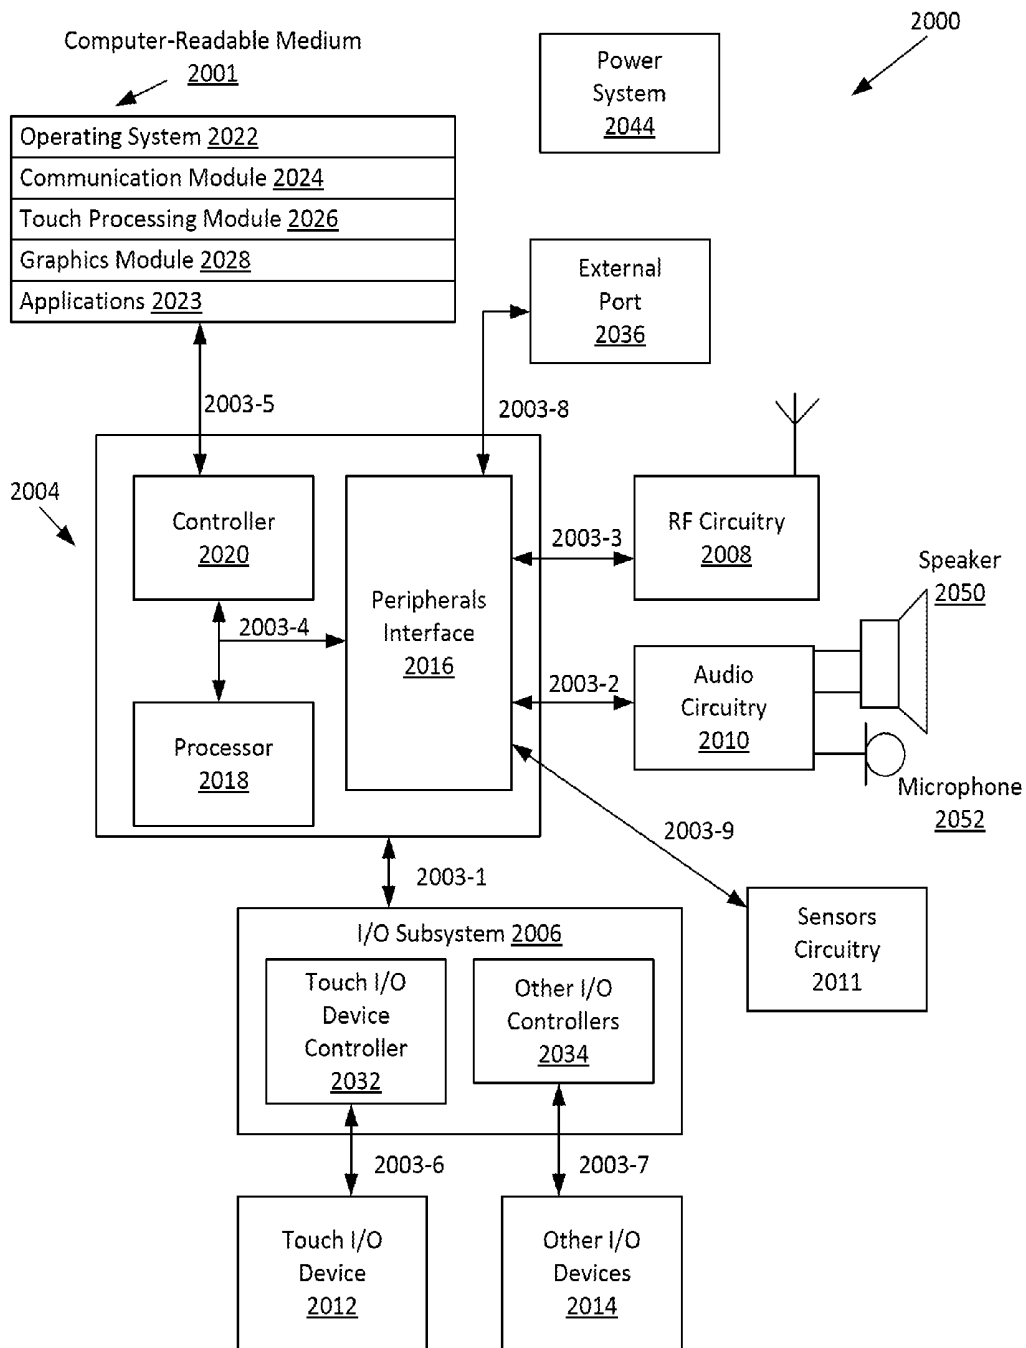 2000
Computer-Readable Medium
2001
Power
System
2044
Operating System 2022
Communication Module 2024
Touch Processing Module 2026
Graphics Module 2028
Applications 2023
External
Port
2036
2003-5
2003-8
2004
Controller
2020
RF Circuitry
2008
2003-3
Speaker
2050
Peripherals
Interface
2016
2003-4
2003-2
Audio
Circuitry
2010
Processor
2018
Microphone
2052
2003-9
2003-1
I/O Subsystem 2006
Sensors
Circuitry
2011
Touch I/O
Device
Controller
2032
Other I/O
Controllers
2034
2003-6
2003-7
Touch I/O
Device
2012
Other I/O
Devices
2014